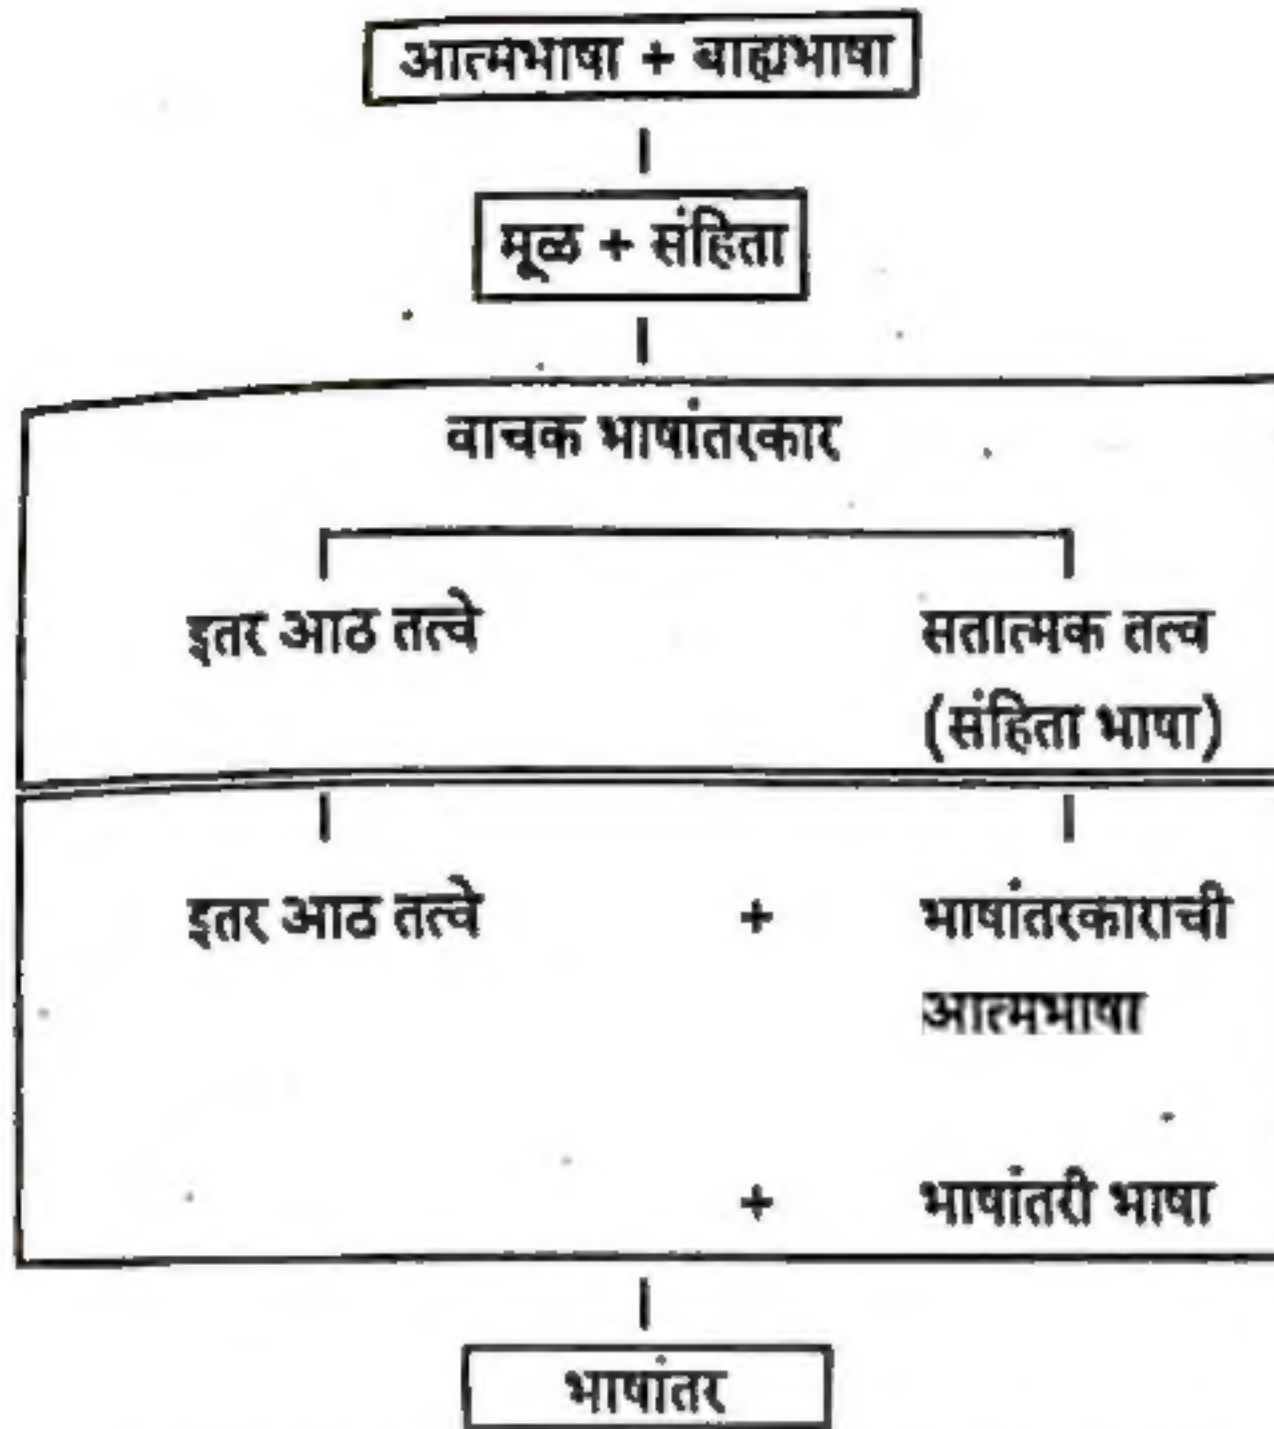 आत्मभाषा + बाह्यभाषा
मूळ + संहिता
वाचक भाषांतरकार
इतर आठ तत्वे सतात्मक तत्व
(संहिता भाषा)
इतर आठ तत्वे + भाषांतरकाराची
आत्मभाषा
+ भाषांतरी भाषा
भाषांतर